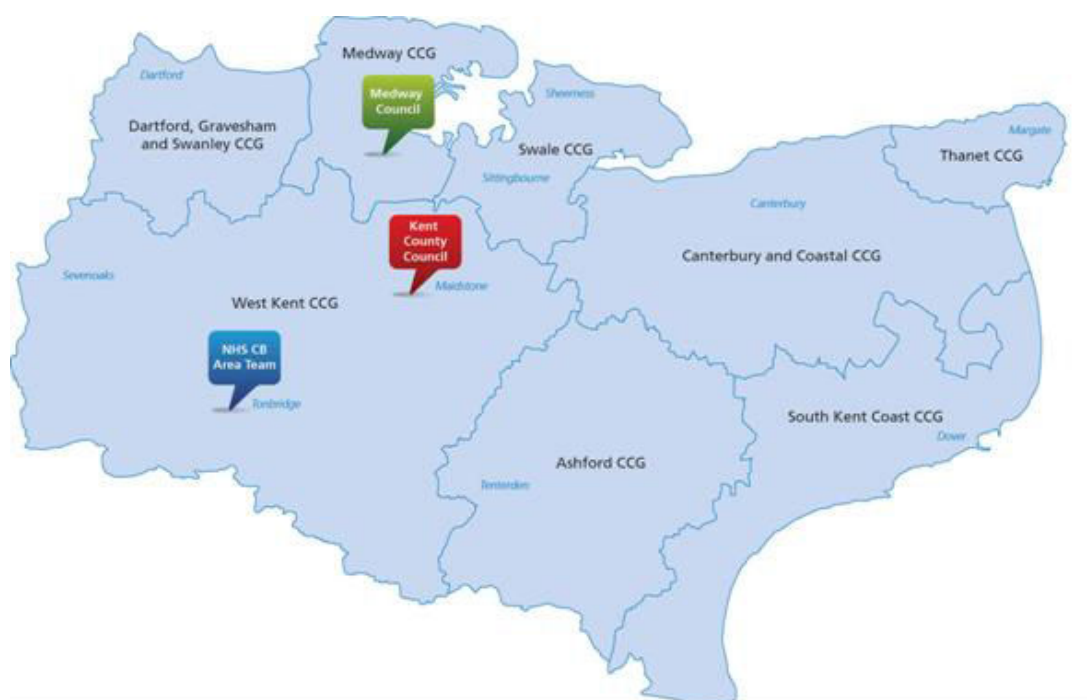 Medway CCG
Dartford
Medway
Council
Sheerness
Dartford, Gravesham
and Swanley CCG
Margate
Swale CCG
Thanet CCG
Sittingbourne
Canterbury
Kent
County
Council
Canterbury and Coastal CCG
Sevenoaks
Maidstone
West Kent CCG
NHS CB
Area Team
Tonbridge
South Kent Coast CCG
Dover
Ashford CCG
Tenterden